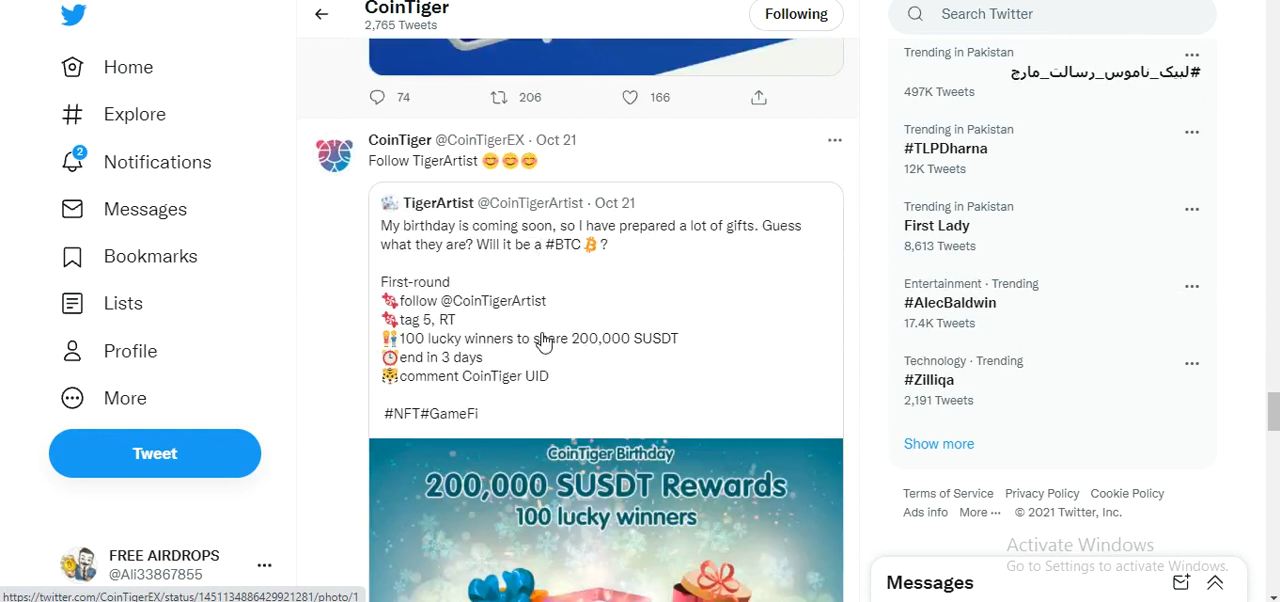 CoinTiger
2,765 Tweets
Following
Search Twitter
Home
Explore
2
Notifications
Messages
Bookmarks
Lists
Profile
More
Tweet
FREE AIRDROPS
@Ali33867855
74
206
166
CoinTiger @CoinTigerEX · Oct 21
Follow TigerArtist 😊😊😊
TigerArtist @CoinTigerArtist · Oct 21
My birthday is coming soon, so I have prepared a lot of gifts. Guess
what they are? Will it be a #BTC ?
First-round
🍬follow @CoinTigerArtist
🍬tag 5, RT
👫100 lucky winners to share 200,000 SUSDT
⏰end in 3 days
🐯comment CoinTiger UID
#NFT#GameFi
CoinTiger Birthday
200,000 SUSDT Rewards
100 lucky winners
Trending in Pakistan
#لبیک_ناموس_رسالت_مارچ
497K Tweets
Trending in Pakistan
#TLPDharna
12K Tweets
Trending in Pakistan
First Lady
8,613 Tweets
Entertainment · Trending
#AlecBaldwin
17.4K Tweets
Technology · Trending
#Zilliqa
2,191 Tweets
Show more
Terms of Service Privacy Policy Cookie Policy
Ads info More ··· © 2021 Twitter, Inc.
Activate Windows
Go to Settings to activate Windows.
Messages
https://twitter.com/CoinTigerEX/status/1451134886429921281/photo/1